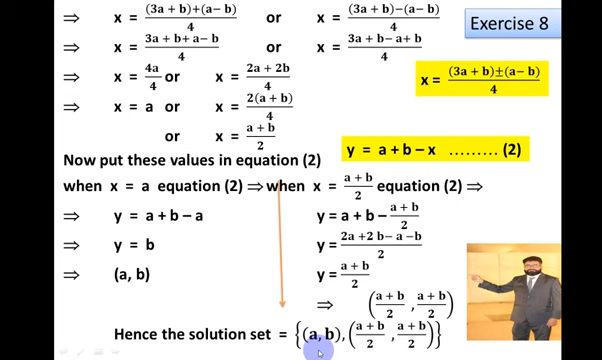 ⇒ x = (3a + b)+(a− b)/4 or x = (3a + b)−(a− b)/4
Exercise 8
⇒ x = 3a + b+ a− b/4 or x = 3a + b− a+ b/4
⇒ x = 4a/4 or x = 2a + 2b/4
x = (3a + b)±(a− b)/4
⇒ x = a or x = 2(a + b)/4
or x = a + b/2
y = a + b − x ......... (2)
Now put these values in equation (2)
when x = a equation (2) ⇒ when x = a + b/2 equation (2) ⇒
⇒ y = a + b − a y = a + b − a + b/2
⇒ y = b y = 2a +2 b− a −b/2
⇒ (a, b) y = a + b/2
⇒ (a + b/2 , a + b/2)
Hence the solution set = {(a, b), (a + b/2 , a + b/2)}